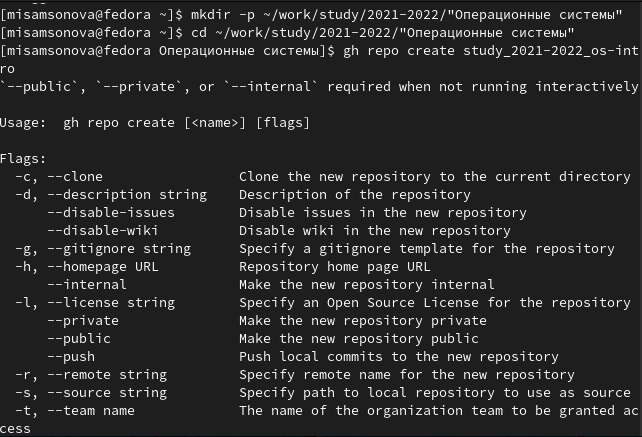 [misamsonova@fedora ~]$ mkdir -p ~/work/study/2021-2022/"Операционные системы"
[misamsonova@fedora ~]$ cd ~/work/study/2021-2022/"Операционные системы"
[misamsonova@fedora Операционные системы]$ gh repo create study_2021-2022_os-int
ro
`--public`, `--private`, or `--internal` required when not running interactively

Usage:  gh repo create [<name>] [flags]

Flags:
  -c, --clone                 Clone the new repository to the current directory
  -d, --description string    Description of the repository
      --disable-issues        Disable issues in the new repository
      --disable-wiki          Disable wiki in the new repository
  -g, --gitignore string      Specify a gitignore template for the repository
  -h, --homepage URL          Repository home page URL
      --internal              Make the new repository internal
  -l, --license string        Specify an Open Source License for the repository
      --private               Make the new repository private
      --public                Make the new repository public
      --push                  Push local commits to the new repository
  -r, --remote string         Specify remote name for the new repository
  -s, --source string         Specify path to local repository to use as source
  -t, --team name             The name of the organization team to be granted ac
cess